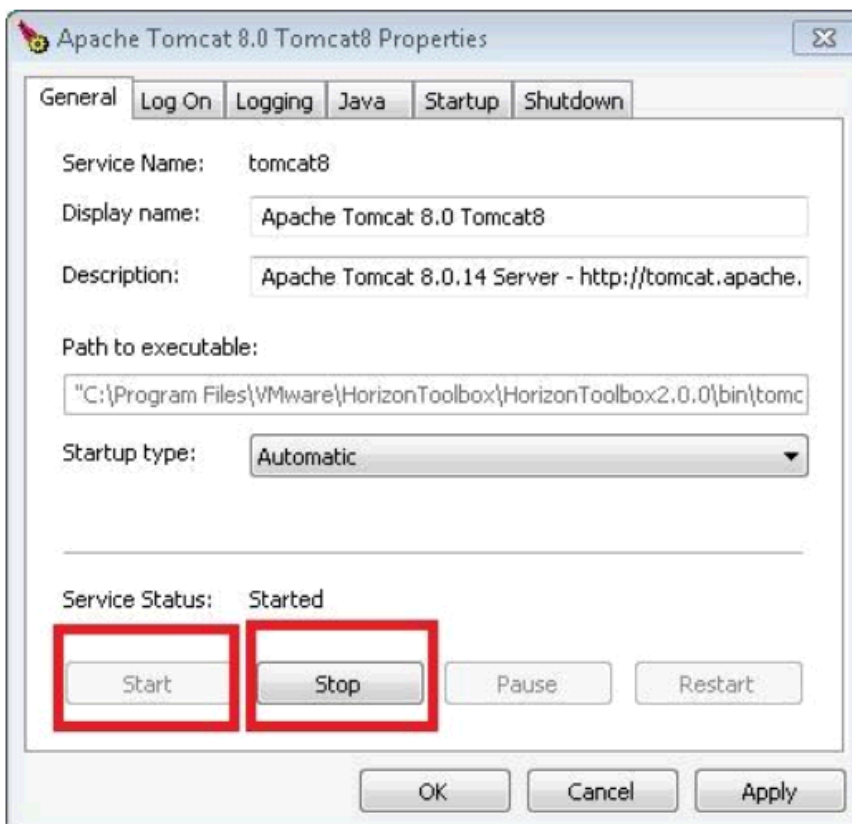 Apache Tomcat 8.0 Tomcat8 Properties
General Log On Logging Java Startup Shutdown
Service Name: tomcat8
Display name: Apache Tomcat 8.0 Tomcat8
Description: Apache Tomcat 8.0.14 Server - http://tomcat.apache.
Path to executable:
"C:\Program Files\VMware\HorizonToolbox\HorizonToolbox2.0.0\bin\tomc
Startup type: Automatic
Service Status: Started
Start Stop Pause Restart
OK Cancel Apply